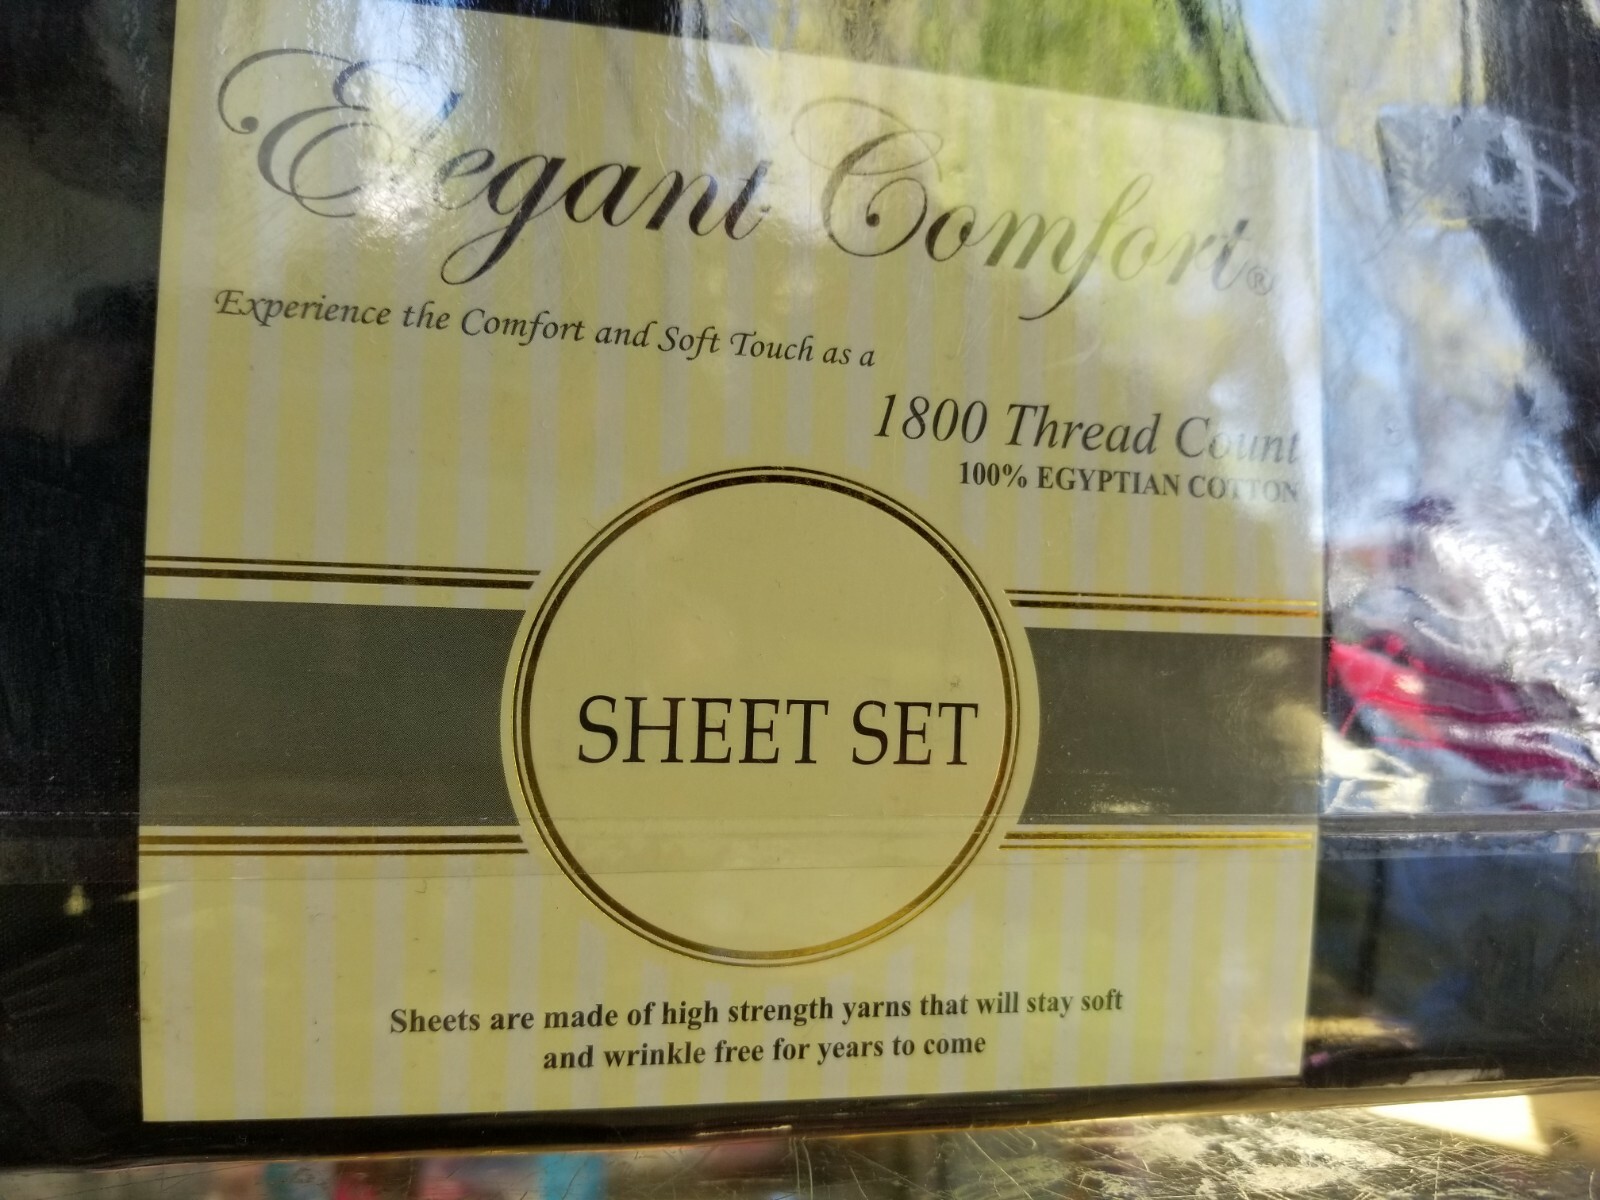 Elegant Comfort®
Experience the Comfort and Soft Touch as a
1800 Thread Count
100% EGYPTIAN COTTON
SHEET SET
Sheets are made of high strength yarns that will stay soft
and wrinkle free for years to come